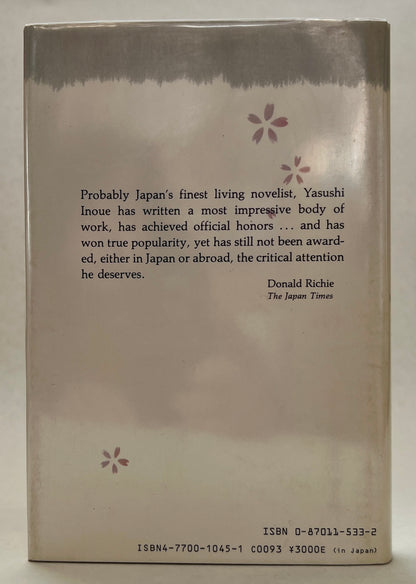 Probably Japan's finest living novelist, Yasushi
Inoue has written a most impressive body of
work, has achieved official honors ... and has
won true popularity, yet has still not been award-
ed, either in Japan or abroad, the critical attention
he deserves.
Donald Richie
The Japan Times
ISBN 0-87011-533-2
ISBN4-7700-1045-1 C0093 ¥3000E (in Japan)